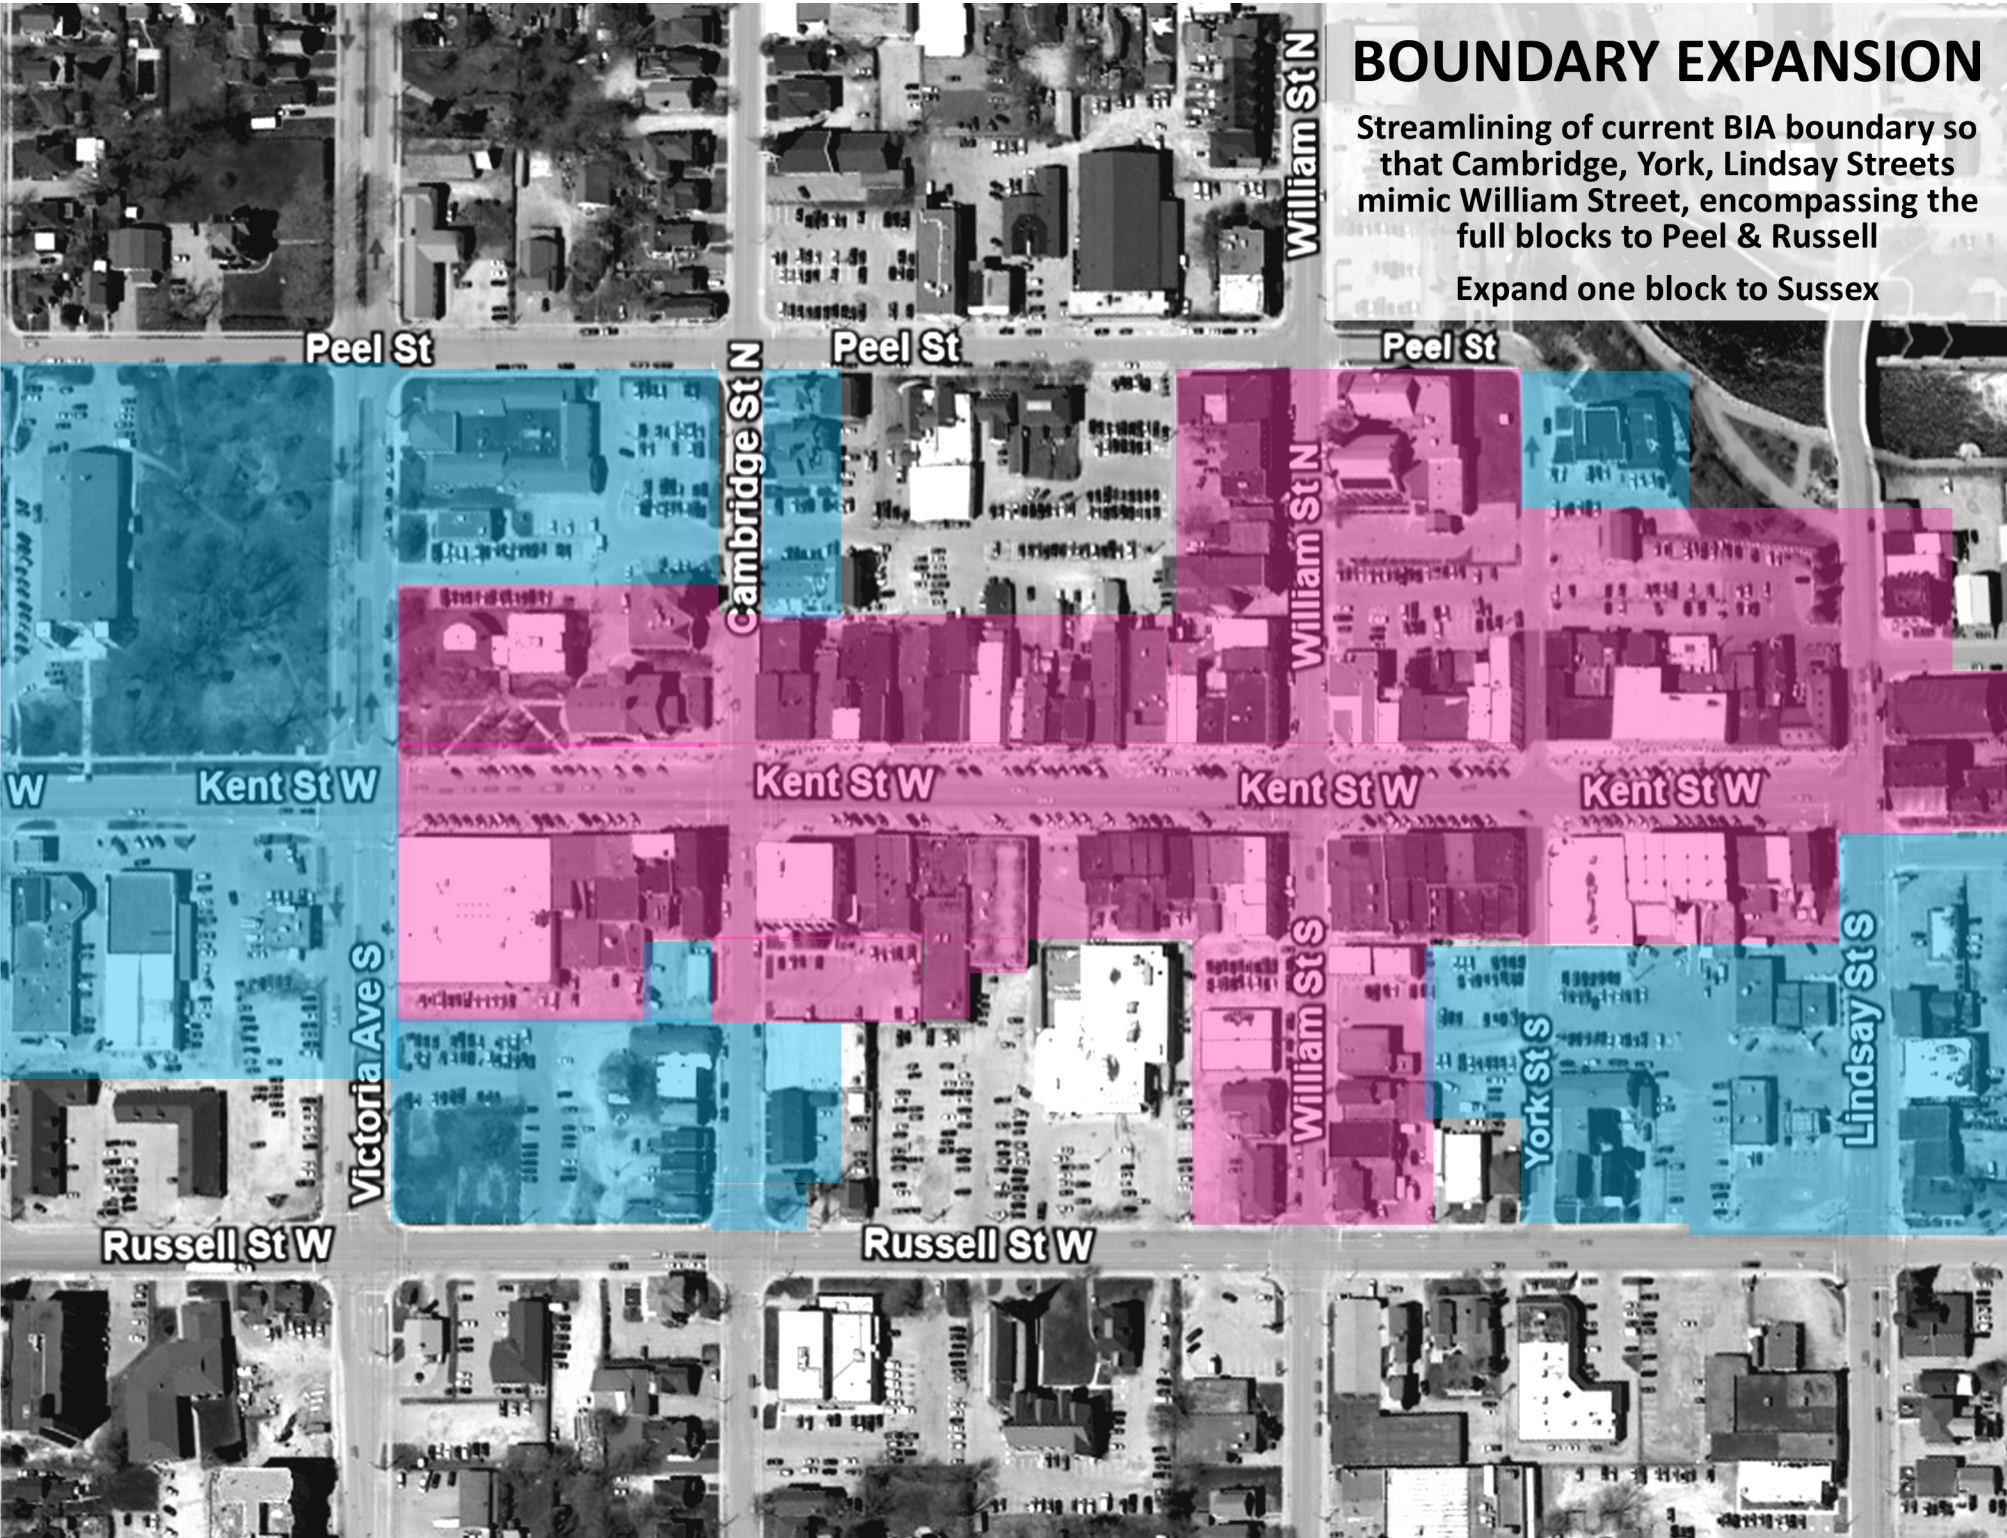 BOUNDARY EXPANSION
Streamlining of current BIA boundary so
that Cambridge, York, Lindsay Streets
mimic William Street, encompassing the
full blocks to Peel & Russell
Expand one block to Sussex
William St N
Peel St
Peel St
Peel St
Cambridge St N
William St N
W
Kent St W
Kent St W
Kent St W
Kent St W
Victoria Ave S
William St S
York St S
Lindsay St S
Russell St W
Russell St W